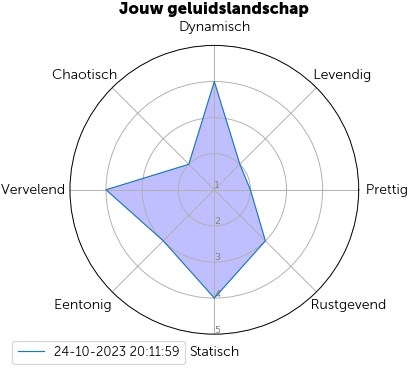 Jouw geluidslandschap
Dynamisch
Chaotisch
Levendig
Vervelend
1
Prettig
2
3
4
Eentonig
Rustgevend
5
24-10-2023 20:11:59
Statisch